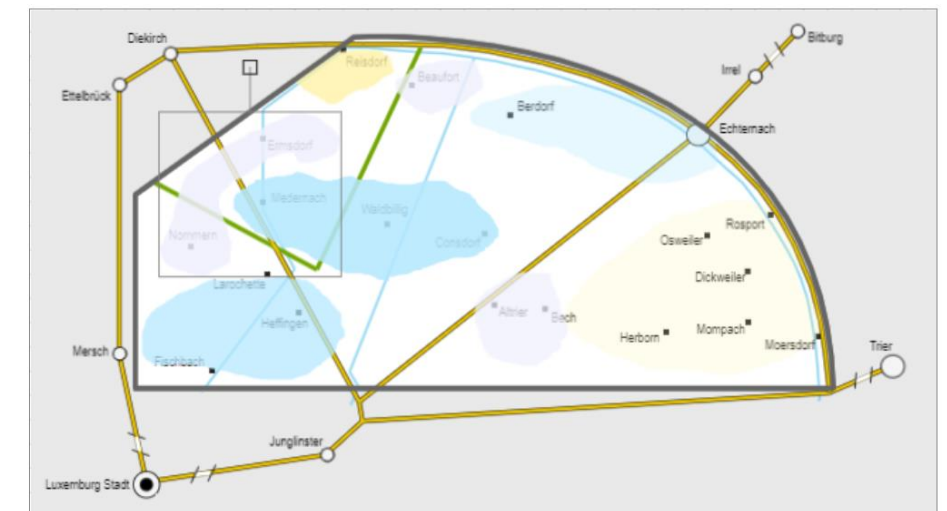 Diekirch
Bitburg
Reisdorf
Irrel
Beaufort
Ettelbrück
Berdorf
Echternach
Ermsdorf
Medernach
Waldbillig
Rosport
Nommern
Consdorf
Osweiler
Dickweiler
Larochette
Altrier
Bech
Heffingen
Mompach
Herborn
Moersdorf
Trier
Mersch
Fischbach
Junglinster
Luxemburg Stadt